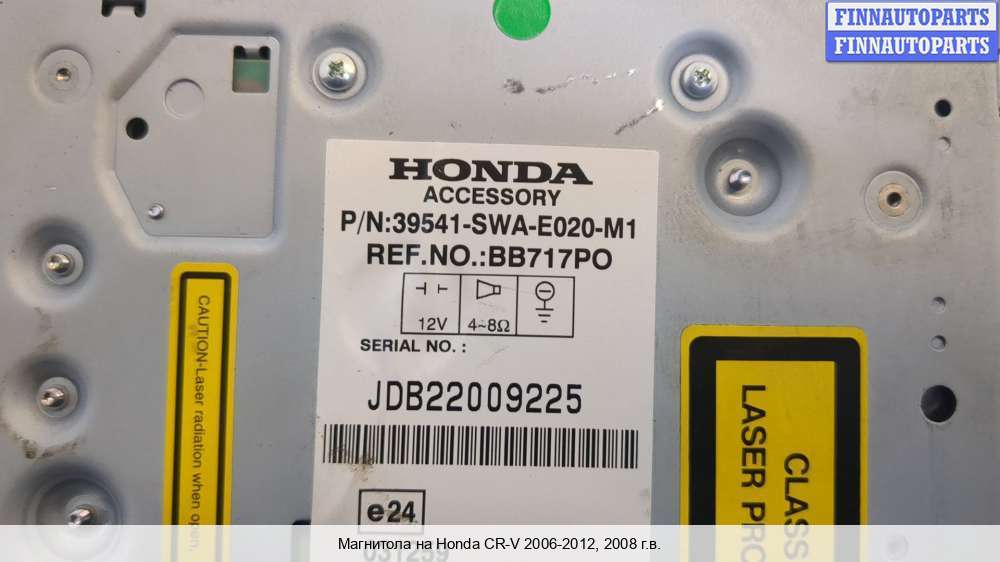 FINNAUTOPARTS
FINNAUTOPARTS
HONDA
ACCESSORY
P/N:39541-SWA-E020-M1
REF.NO.:BB717PO
12V 4~8Ω
SERIAL NO. :
JDB22009225
e24
CAUTION-Laser radiation when open,
CLASS
LASER PRO
Магнитола на Honda CR-V 2006-2012, 2008 г.в.